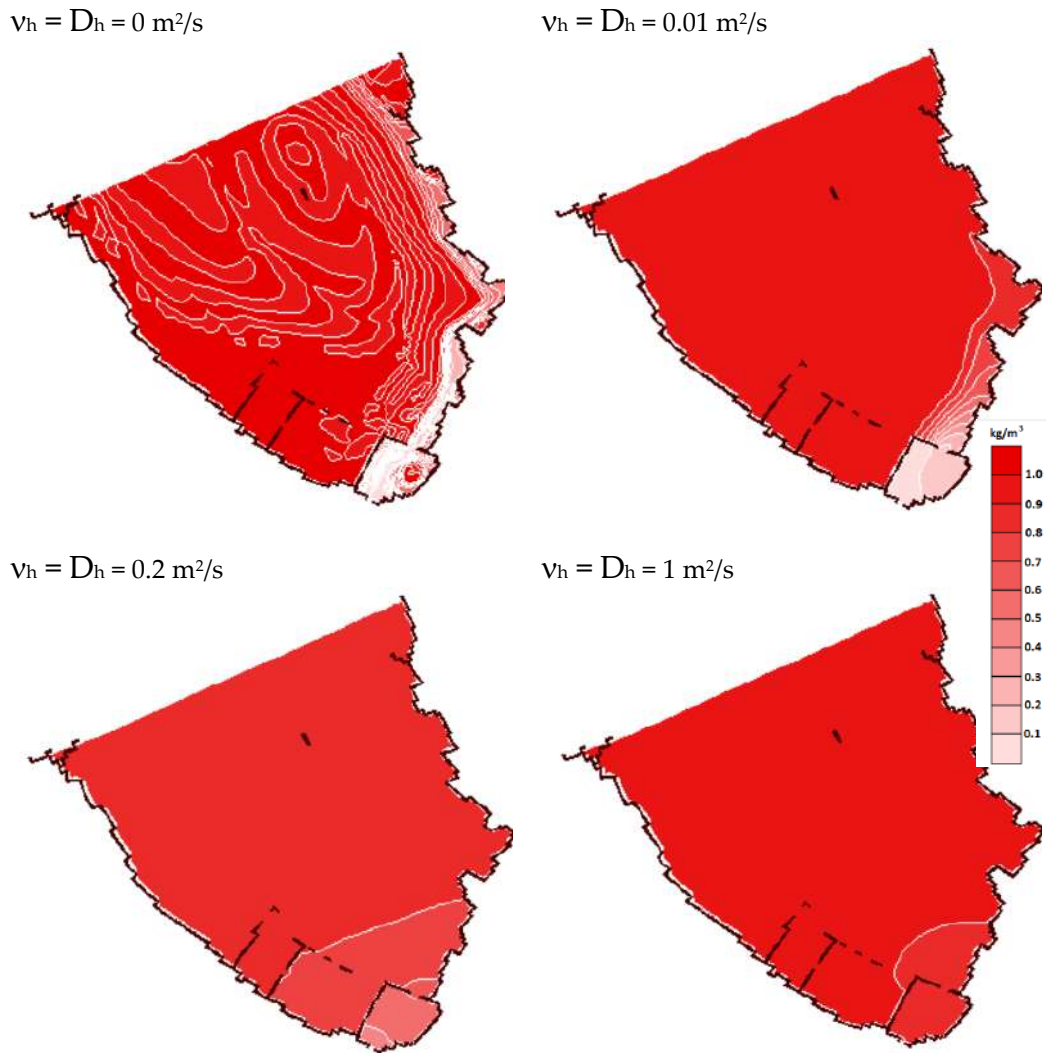 νh = Dh = 0 m²/s
νh = Dh = 0.01 m²/s
kg/m³
1.0
0.9
0.8
0.7
0.6
0.5
0.4
0.3
0.2
0.1
νh = Dh = 0.2 m²/s
νh = Dh = 1 m²/s